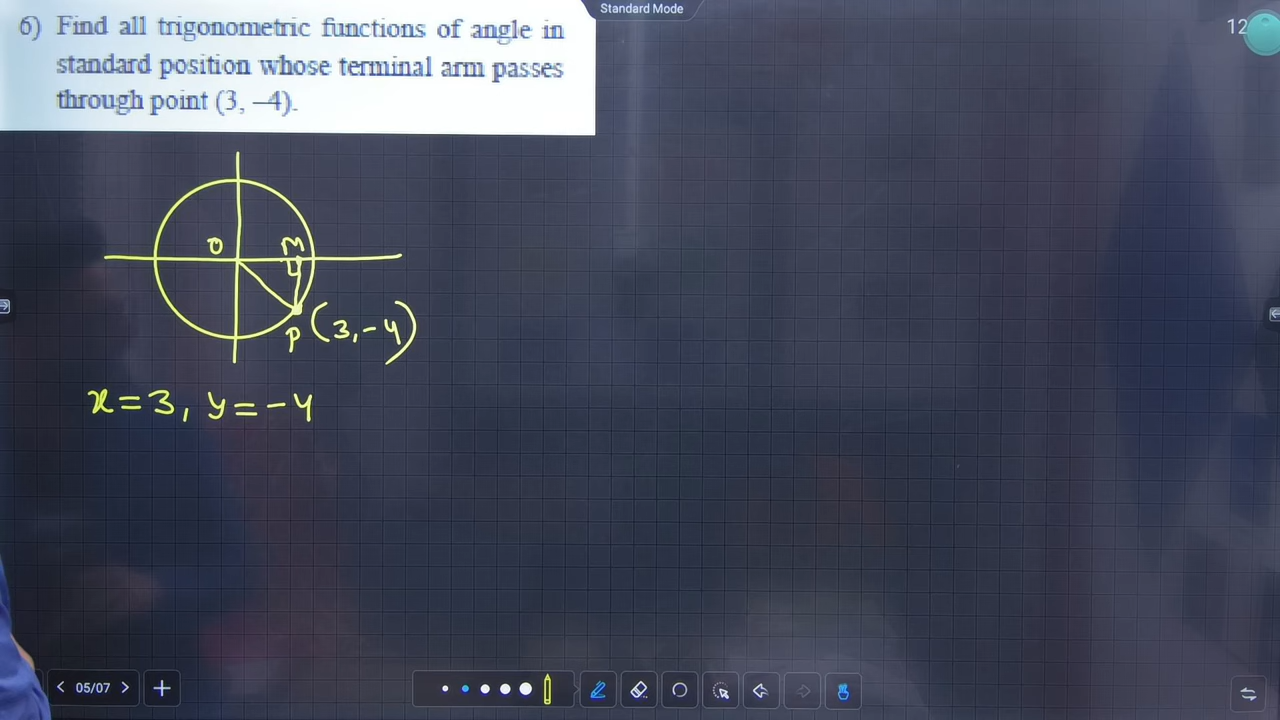 Standard Mode
12
6) Find all trigonometric functions of angle in
standard position whose terminal arm passes
through point (3, –4).
O
M
P (3, -4)
x = 3, y = -4
05/07